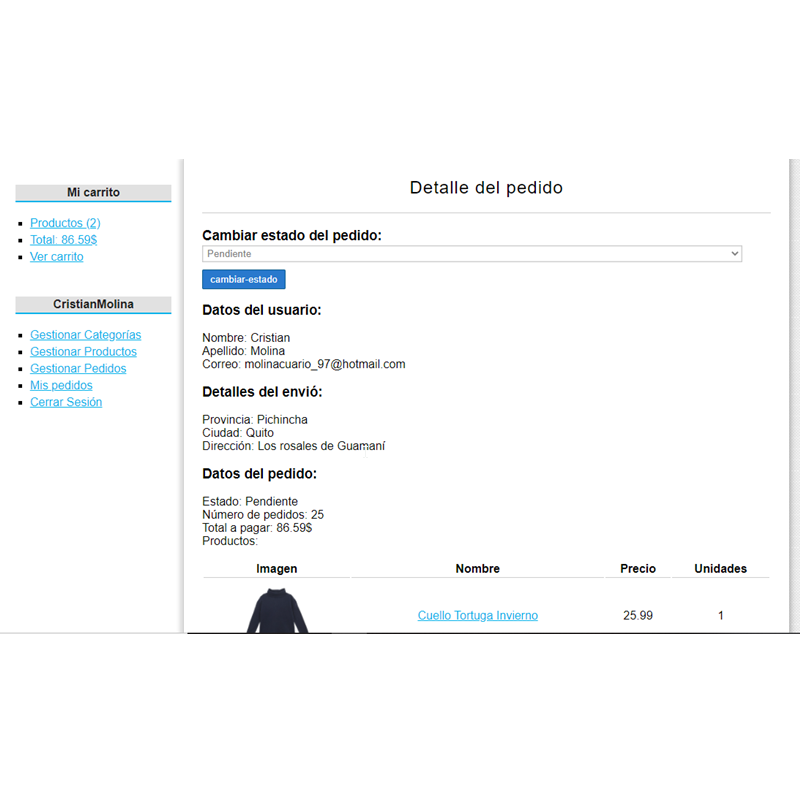 Mi carrito
Productos (2)
Total: 86.59$
Ver carrito
CristianMolina
Gestionar Categorías
Gestionar Productos
Gestionar Pedidos
Mis pedidos
Cerrar Sesión
Detalle del pedido
Cambiar estado del pedido:
Pendiente
cambiar-estado
Datos del usuario:
Nombre: Cristian
Apellido: Molina
Correo: molinacuario_97@hotmail.com
Detalles del envió:
Provincia: Pichincha
Ciudad: Quito
Dirección: Los rosales de Guamaní
Datos del pedido:
Estado: Pendiente
Número de pedidos: 25
Total a pagar: 86.59$
Productos:
Imagen Nombre Precio Unidades
Cuello Tortuga Invierno 25.99 1